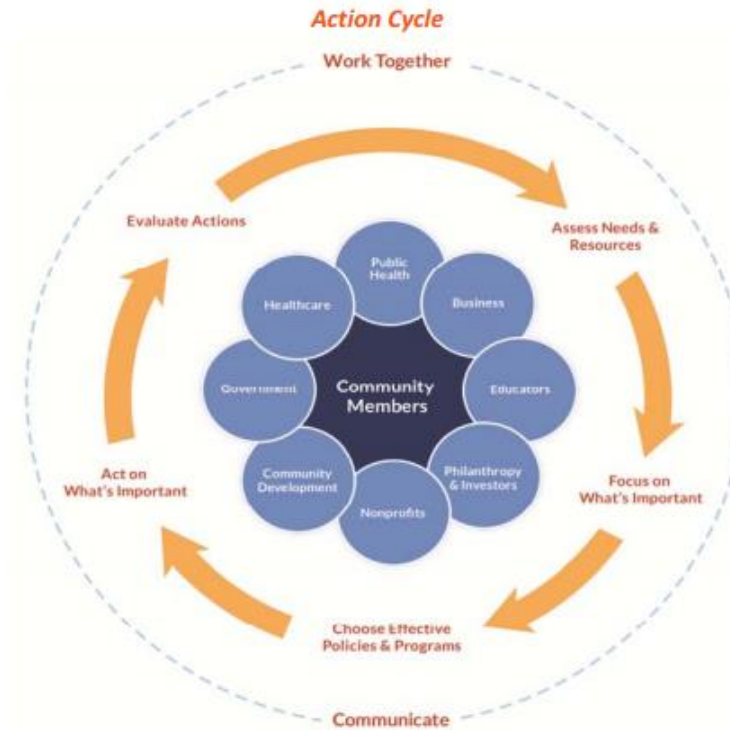 Action Cycle
Work Together
Evaluate Actions
Assess Needs &
Resources
Public
Health
Healthcare
Business
Government
Community
Members
Educators
Community
Development
Philanthropy
& Investors
Nonprofits
Act on
What's Important
Focus on
What's Important
Choose Effective
Policies & Programs
Communicate